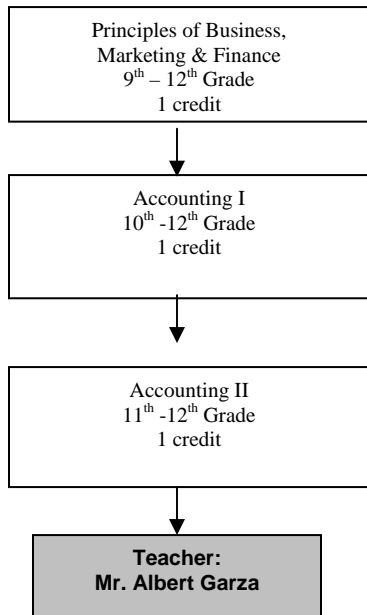 Principles of Business,
Marketing & Finance
9th – 12th Grade
1 credit
Accounting I
10th -12th Grade
1 credit
Accounting II
11th -12th Grade
1 credit
Teacher:
Mr. Albert Garza